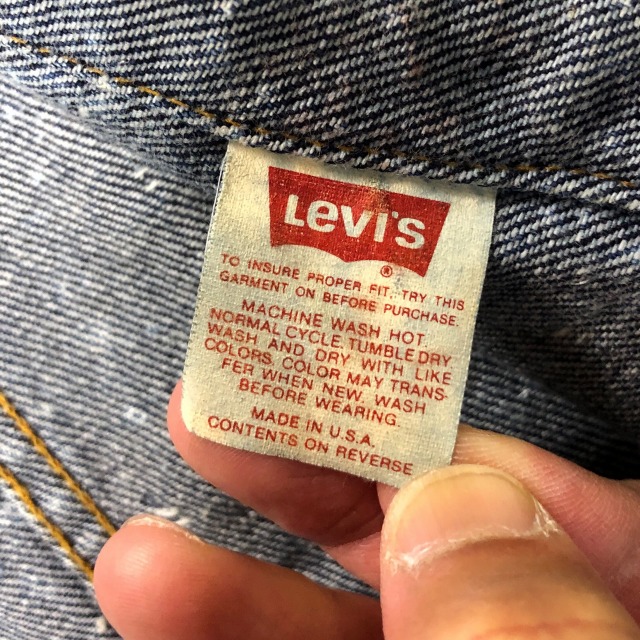 Levi's
®
TO INSURE PROPER FIT, TRY THIS
GARMENT ON BEFORE PURCHASE.
MACHINE WASH HOT,
NORMAL CYCLE, TUMBLE DRY
WASH AND DRY WITH LIKE
COLORS. COLOR MAY TRANS-
FER WHEN NEW. WASH
BEFORE WEARING.
MADE IN U.S.A.
CONTENTS ON REVERSE